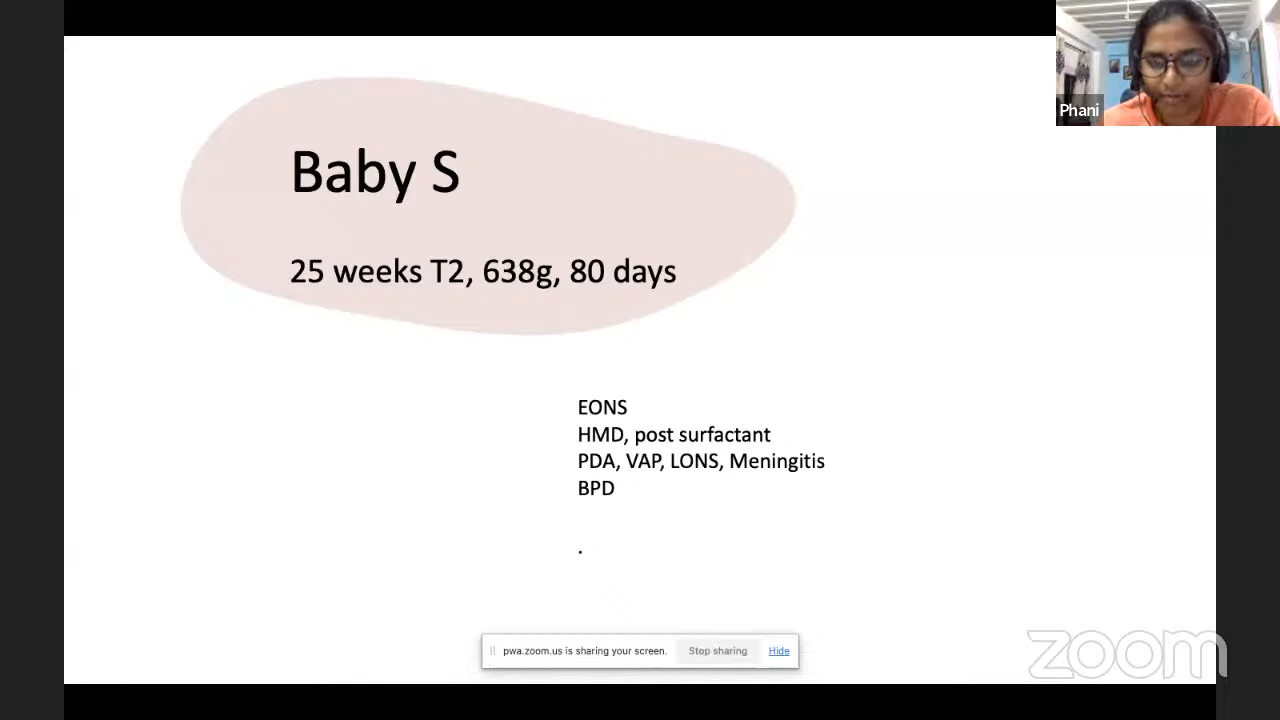 Phani
Baby S
25 weeks T2, 638g, 80 days
EONS
HMD, post surfactant
PDA, VAP, LONS, Meningitis
BPD
.
pwa.zoom.us is sharing your screen. Stop sharing Hide
zoom